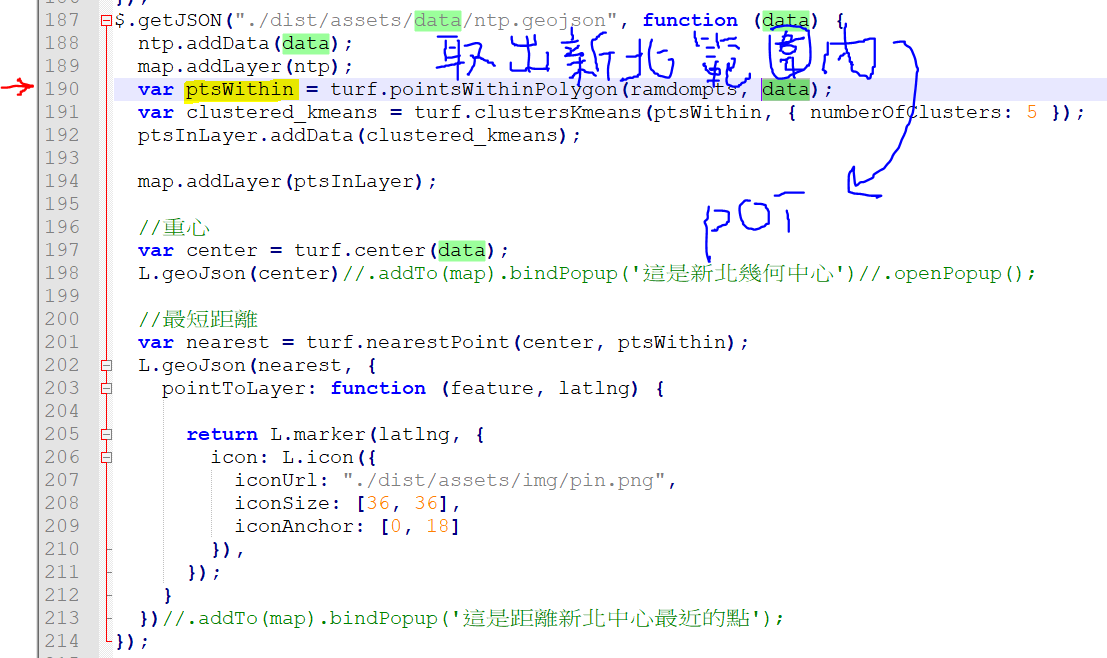 187 $.getJSON("./dist/assets/data/ntp.geojson", function (data) {
188 ntp.addData(data);
取出新北範圍內
189 map.addLayer(ntp);
190 var ptsWithin = turf.pointsWithinPolygon(ramdompts, data);
191 var clustered_kmeans = turf.clustersKmeans(ptsWithin, { numberOfClusters: 5 });
192 ptsInLayer.addData(clustered_kmeans);
193
194 map.addLayer(ptsInLayer);
195
POI
196 //重心
197 var center = turf.center(data);
198 L.geoJson(center)//.addTo(map).bindPopup('這是新北幾何中心')//.openPopup();
199
200 //最短距離
201 var nearest = turf.nearestPoint(center, ptsWithin);
202 L.geoJson(nearest, {
203 pointToLayer: function (feature, latlng) {
204
205 return L.marker(latlng, {
206 icon: L.icon({
207 iconUrl: "./dist/assets/img/pin.png",
208 iconSize: [36, 36],
209 iconAnchor: [0, 18]
210 }),
211 });
212 }
213 })//.addTo(map).bindPopup('這是距離新北中心最近的點');
214 });